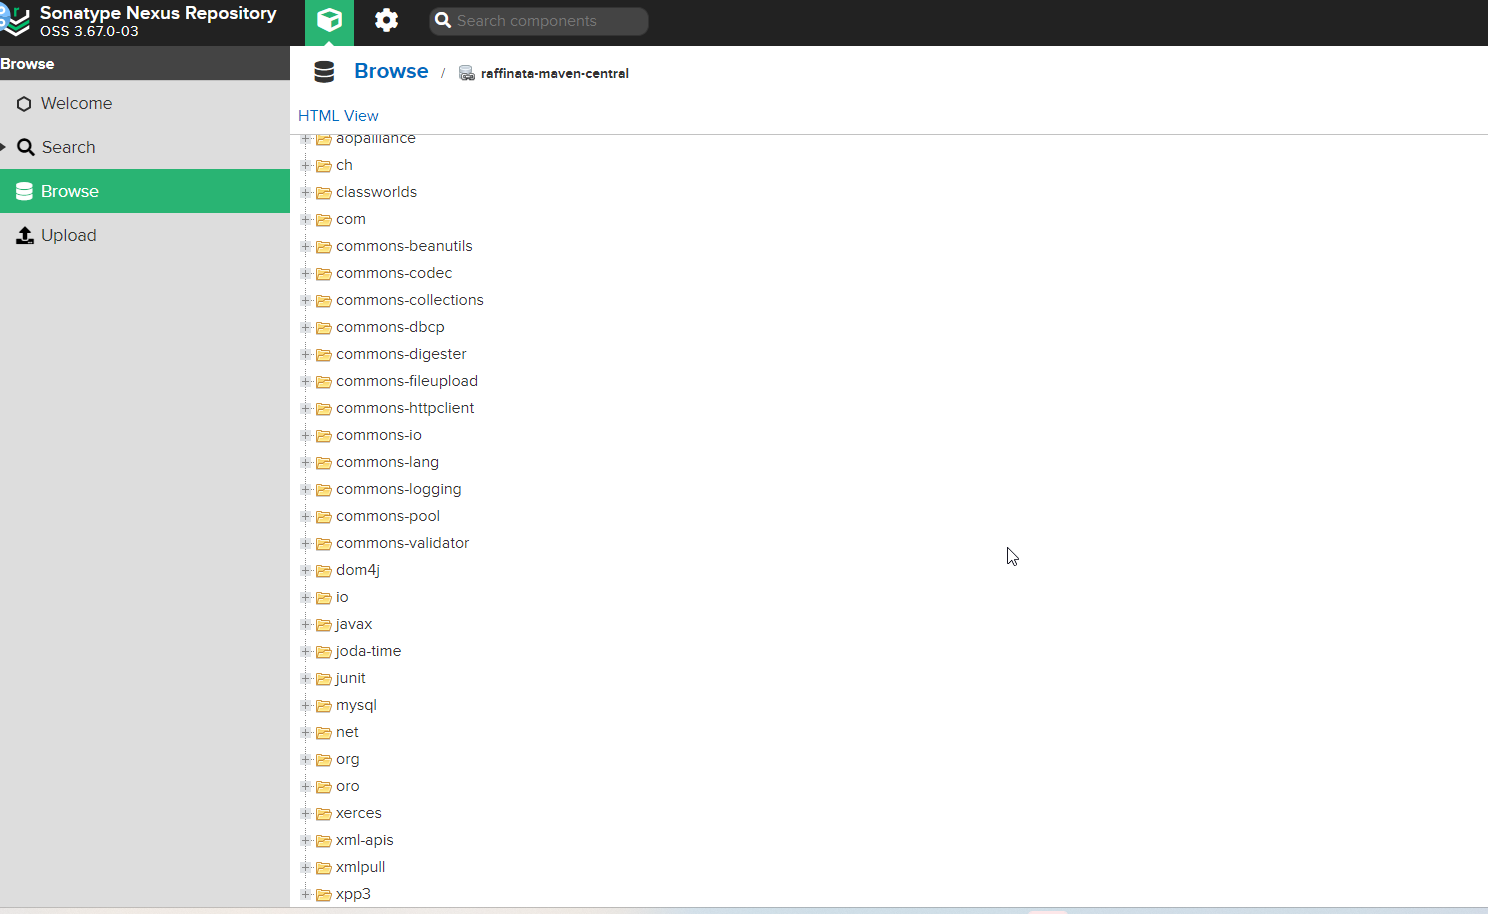 Sonatype Nexus Repository
OSS 3.67.0-03
Search components
Browse
Welcome
Search
Browse
Upload
Browse / raffinata-maven-central
HTML View
aopalliance
ch
classworlds
com
commons-beanutils
commons-codec
commons-collections
commons-dbcp
commons-digester
commons-fileupload
commons-httpclient
commons-io
commons-lang
commons-logging
commons-pool
commons-validator
dom4j
io
javax
joda-time
junit
mysql
net
org
oro
xerces
xml-apis
xmlpull
xpp3